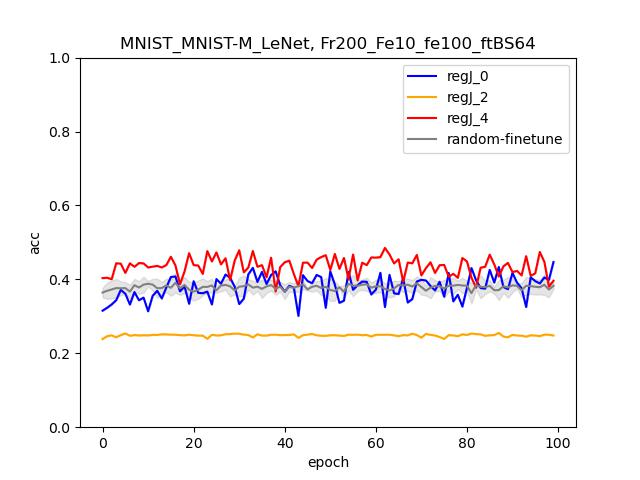 MNIST_MNIST-M_LeNet, Fr200_Fe10_fe100_ftBS64
regJ_0
regJ_2
regJ_4
random-finetune
1.0
0.8
0.6
0.4
0.2
0.0
acc
0 20 40 60 80 100
epoch